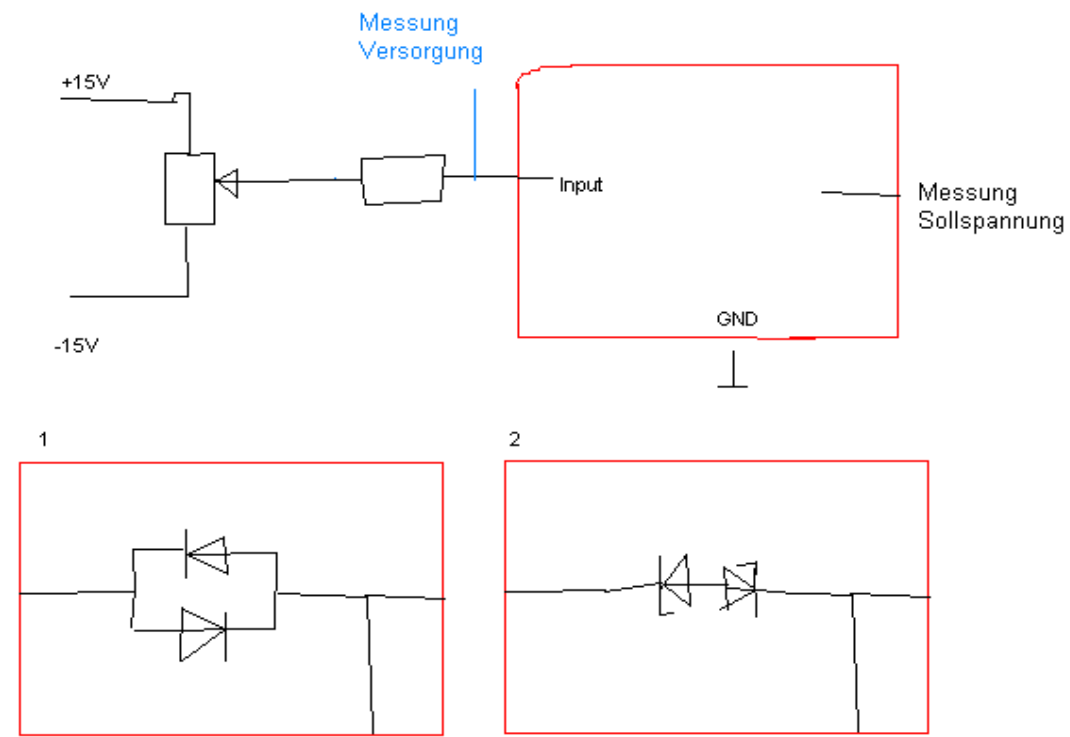 Messung
Versorgung
+15V
Input
Messung
Sollspannung
GND
-15V
1
2